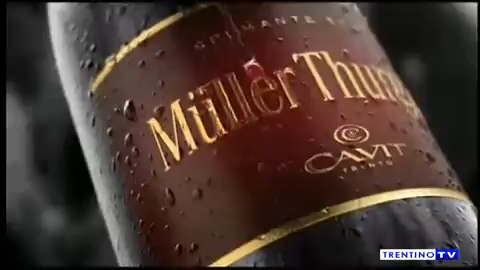 SPUMANTE
Müller Thurg
CAVIT
TRENTO
TRENTINO TV